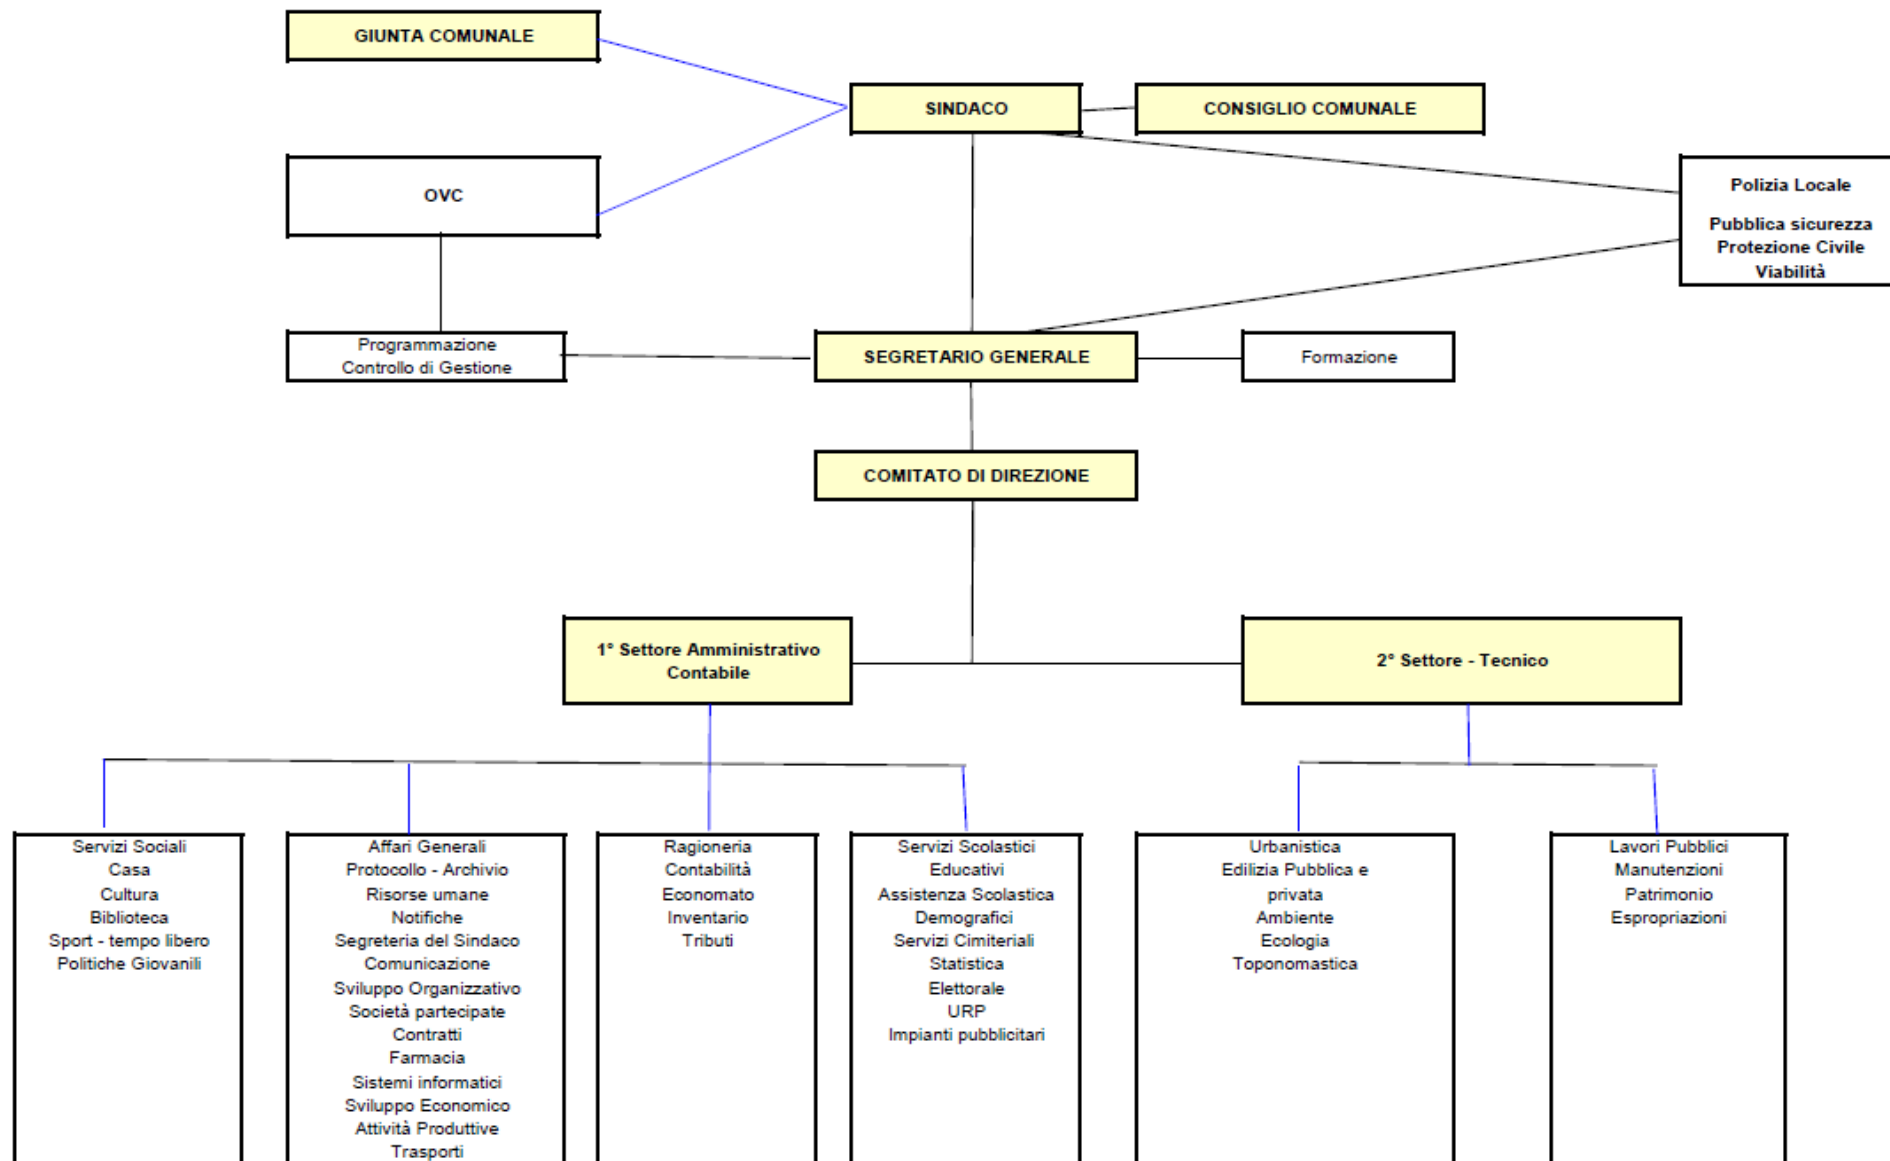 GIUNTA COMUNALE
SINDACO
CONSIGLIO COMUNALE
OVC
Polizia Locale
Pubblica sicurezza
Protezione Civile
Viabilità
Programmazione
Controllo di Gestione
SEGRETARIO GENERALE
Formazione
COMITATO DI DIREZIONE
1° Settore Amministrativo
Contabile
2° Settore - Tecnico
Servizi Sociali
Casa
Cultura
Biblioteca
Sport - tempo libero
Politiche Giovanili
Affari Generali
Protocollo - Archivio
Risorse umane
Notifiche
Segreteria del Sindaco
Comunicazione
Sviluppo Organizzativo
Società partecipate
Contratti
Farmacia
Sistemi informatici
Sviluppo Economico
Attività Produttive
Trasporti
Ragioneria
Contabilità
Economato
Inventario
Tributi
Servizi Scolastici
Educativi
Assistenza Scolastica
Demografici
Servizi Cimiteriali
Statistica
Elettorale
URP
Impianti pubblicitari
Urbanistica
Edilizia Pubblica e
privata
Ambiente
Ecologia
Toponomastica
Lavori Pubblici
Manutenzioni
Patrimonio
Espropriazioni